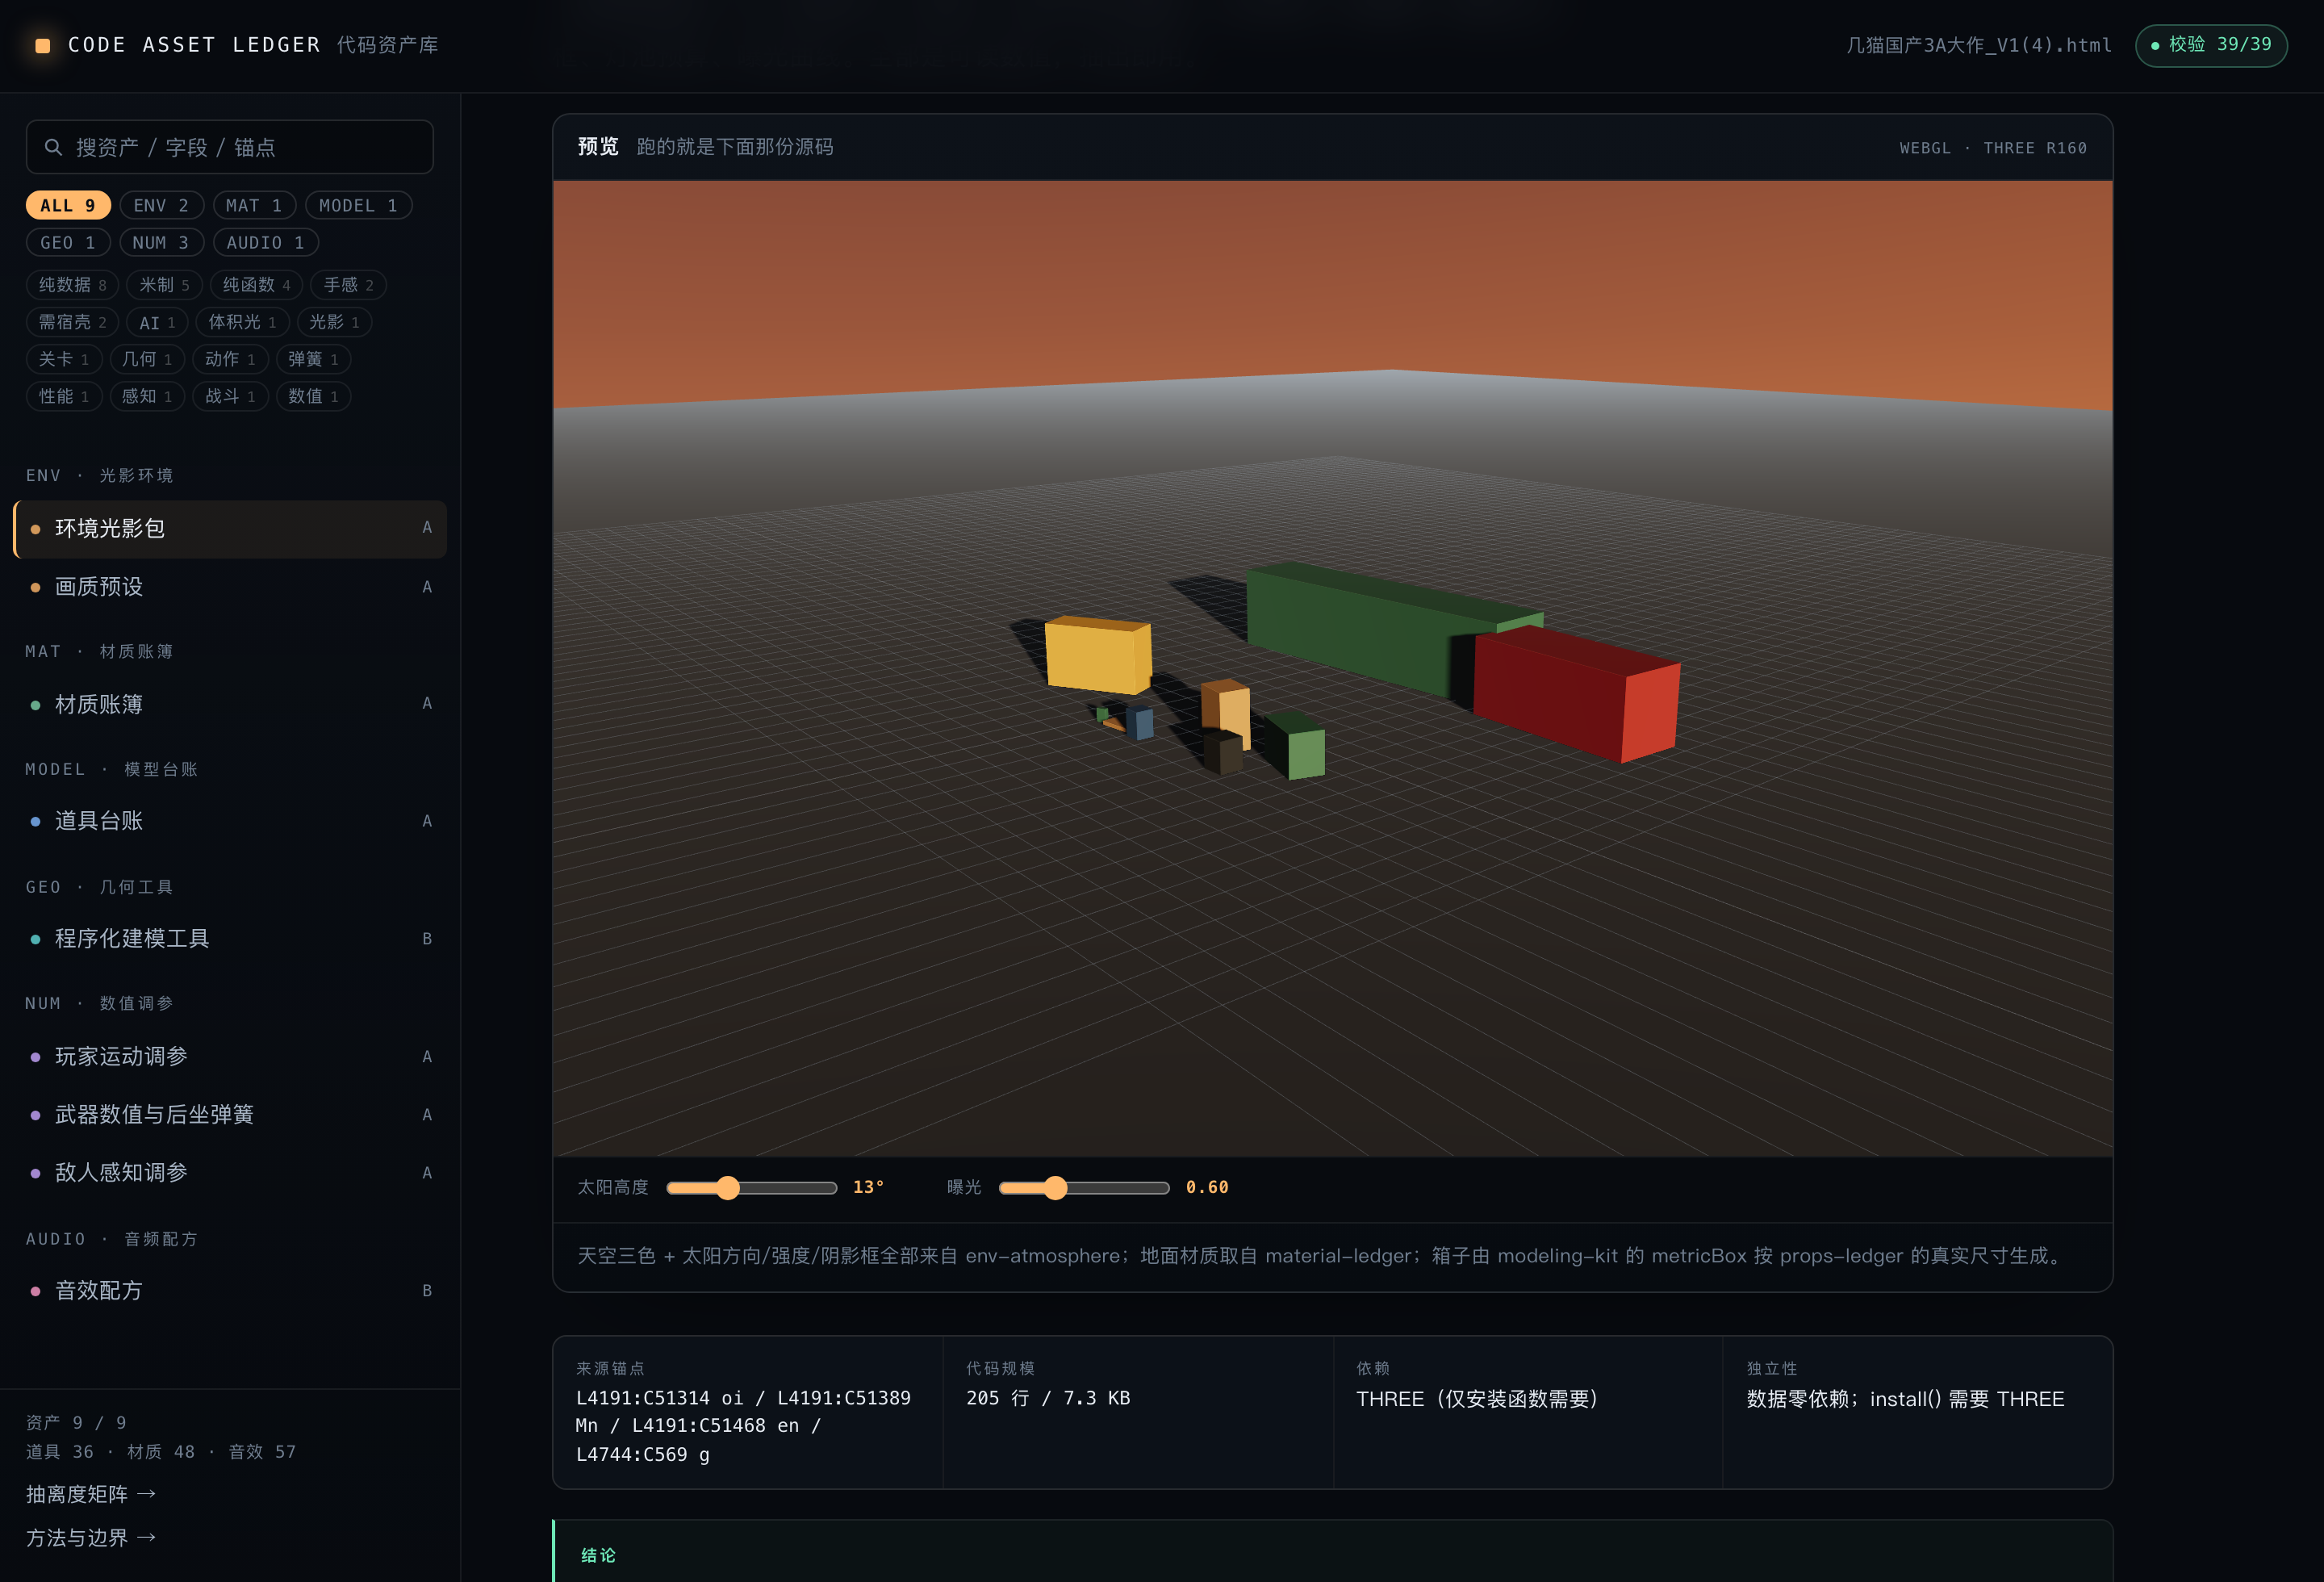 CODE ASSET LEDGER 代码资产库
几猫国产3A大作_V1(4).html
校验 39/39
搜资产 / 字段 / 锚点
ALL 9 ENV 2 MAT 1 MODEL 1
GEO 1 NUM 3 AUDIO 1
纯数据 8 米制 5 纯函数 4 手感 2
需宿壳 2 AI 1 体积光 1 光影 1
关卡 1 几何 1 动作 1 弹簧 1
性能 1 感知 1 战斗 1 数值 1
ENV · 光影环境
环境光影包 A
画质预设 A
MAT · 材质账簿
材质账簿 A
MODEL · 模型台账
道具台账 A
GEO · 几何工具
程序化建模工具 B
NUM · 数值调参
玩家运动调参 A
武器数值与后坐弹簧 A
敌人感知调参 A
AUDIO · 音频配方
音效配方 B
资产 9 / 9
道具 36 · 材质 48 · 音效 57
抽离度矩阵 →
方法与边界 →
预览 跑的就是下面那份源码
WEBGL · THREE R160
太阳高度 13° 曝光 0.60
天空三色 + 太阳方向/强度/阴影框全部来自 env-atmosphere；地面材质取自 material-ledger；箱子由 modeling-kit 的 metricBox 按 props-ledger 的真实尺寸生成。
来源锚点
L4191:C51314 oi / L4191:C51389
Mn / L4191:C51468 en /
L4744:C569 g
代码规模
205 行 / 7.3 KB
依赖
THREE（仅安装函数需要）
独立性
数据零依赖；install() 需要 THREE
结论